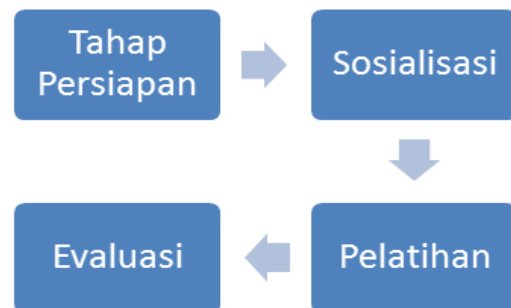 Tahap
Persiapan
Sosialisasi
Pelatihan
Evaluasi